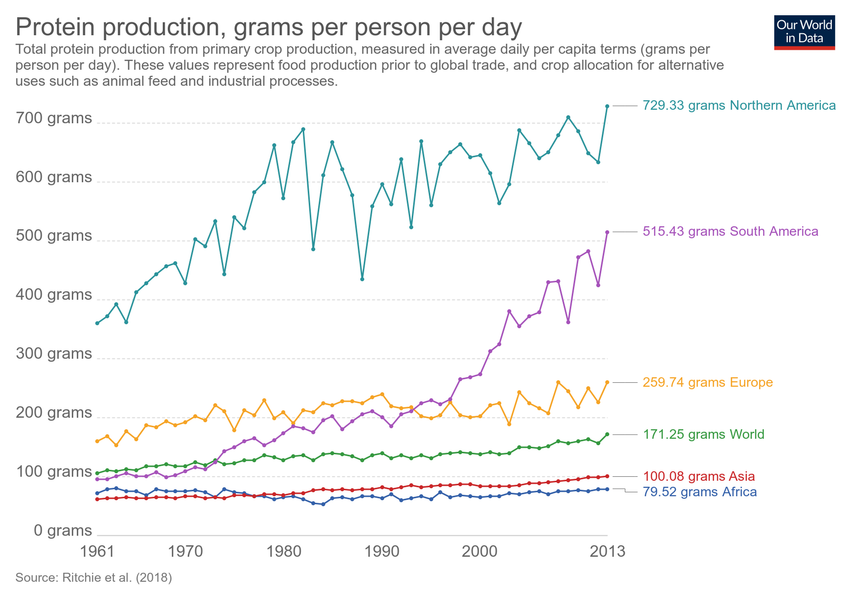 Protein production, grams per person per day
Our World
in Data
Total protein production from primary crop production, measured in average daily per capita terms (grams per
person per day). These values represent food production prior to global trade, and crop allocation for alternative
uses such as animal feed and industrial processes.
729.33 grams Northern America
700 grams
600 grams
515.43 grams South America
500 grams
400 grams
300 grams
259.74 grams Europe
200 grams
171.25 grams World
100 grams
100.08 grams Asia
79.52 grams Africa
0 grams
1961 1970 1980 1990 2000 2013
Source: Ritchie et al. (2018)